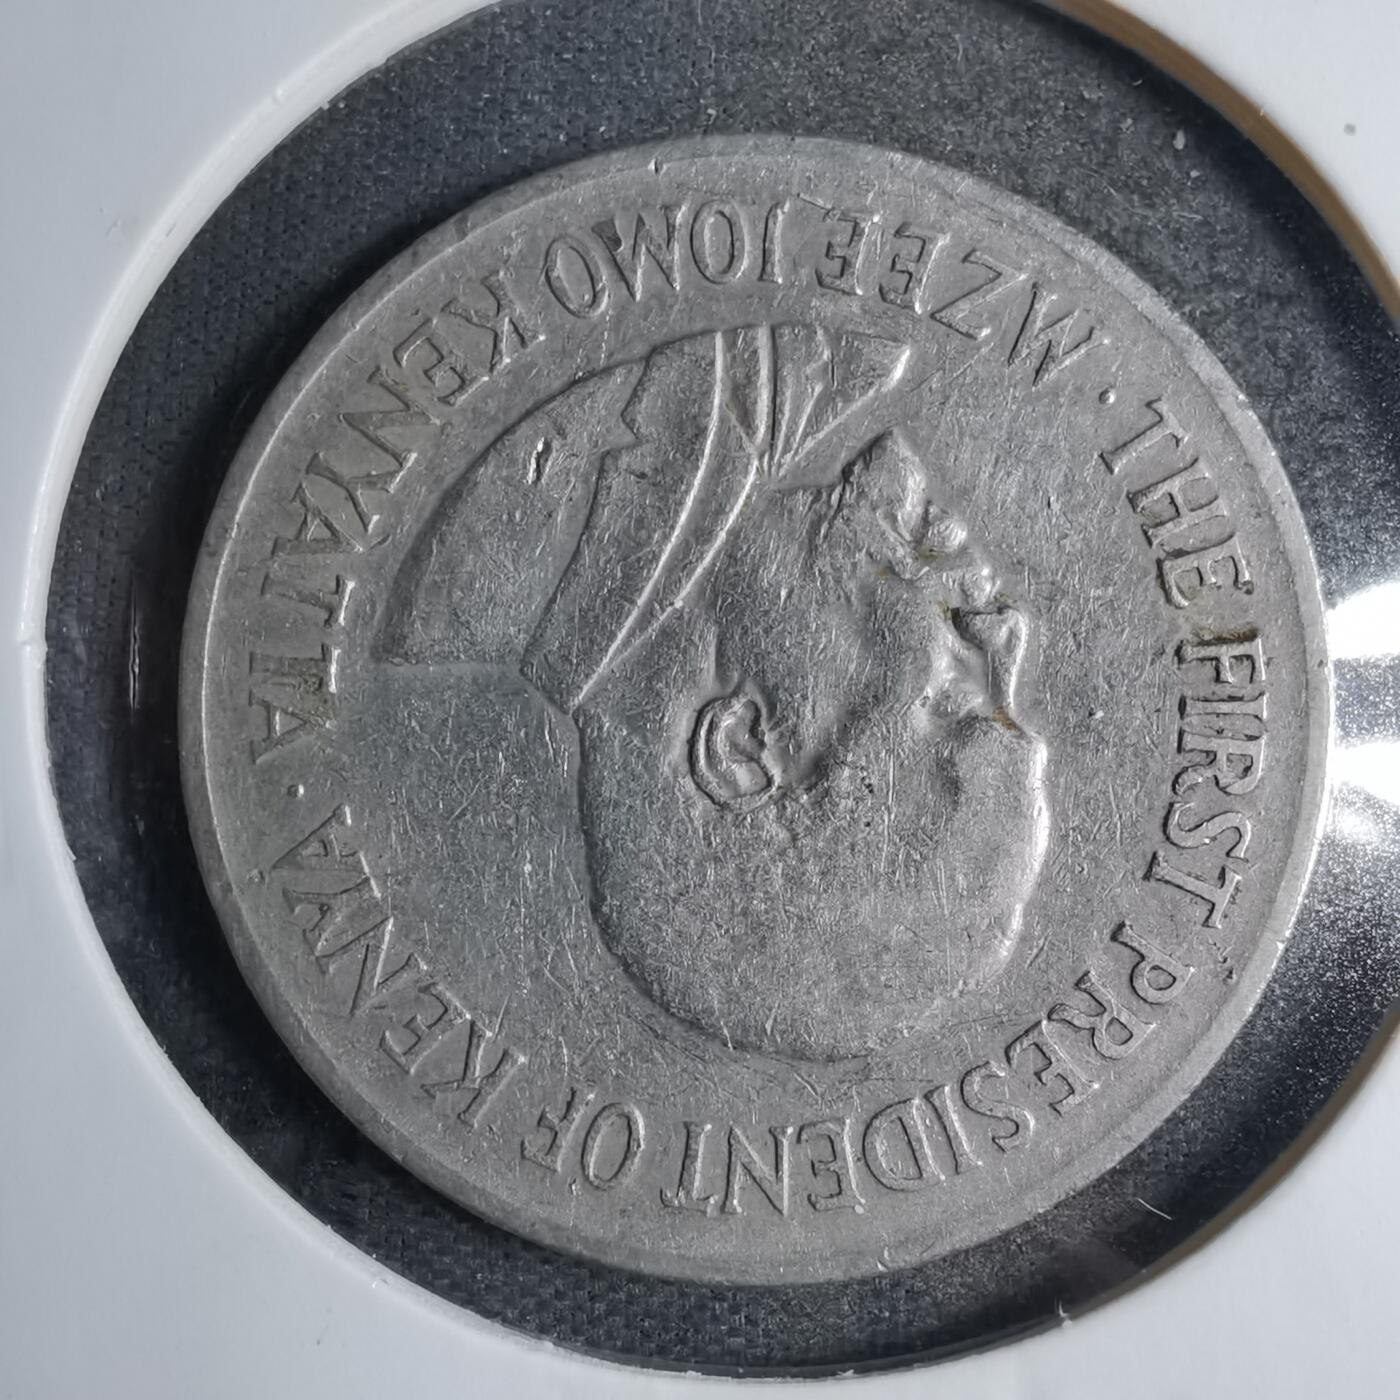 THE FIRST PRESIDENT OF KENYA · MZEE JOMO KENYATTA ·